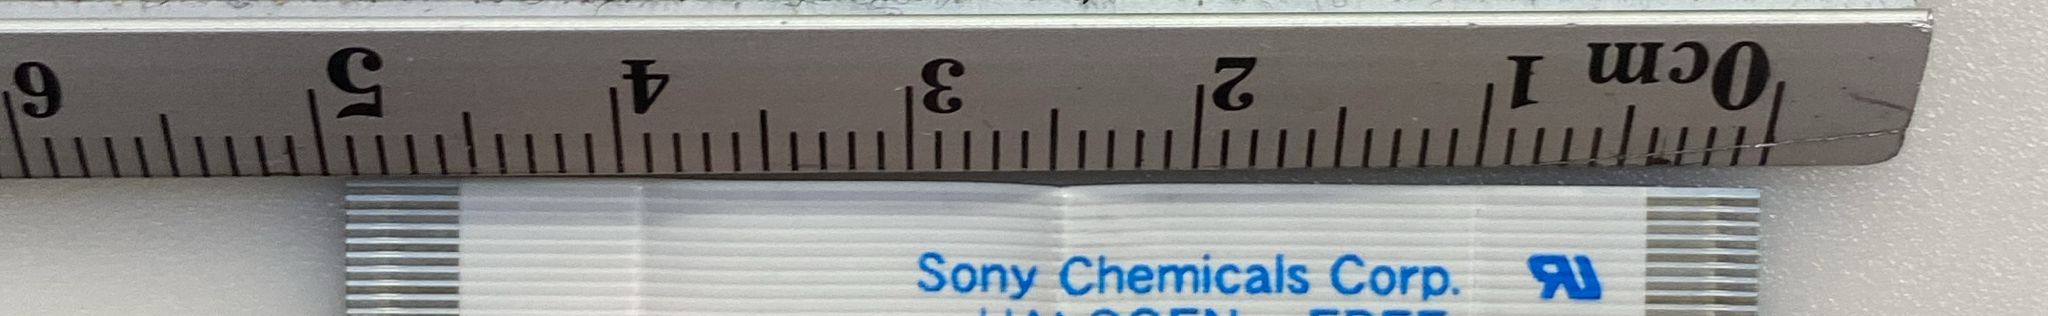 0cm 1 2 3 4 5 6
Sony Chemicals Corp.